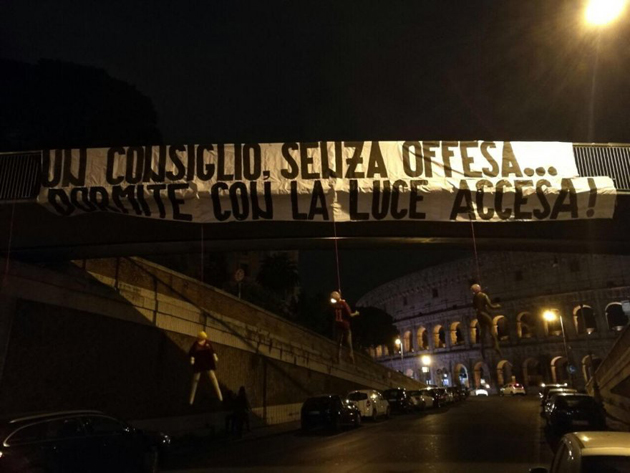 UN CONSIGLIO, SENZA OFFESA...
DORMITE CON LA LUCE ACCESA!